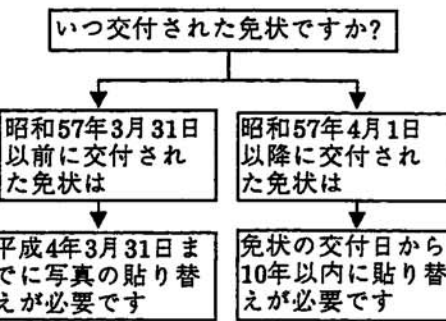 いつ交付された免状ですか?
昭和57年3月31日
以前に交付され
た免状は
昭和57年4月1日
以降に交付され
た免状は
平成4年3月31日ま
でに写真の貼り替
えが必要です
免状の交付日から
10年以内に貼り替
えが必要です